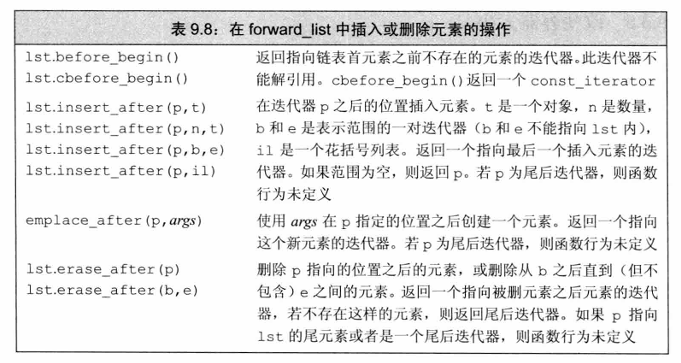 表 9.8：在 forward_list 中插入或删除元素的操作
lst.before_begin() 返回指向链表首元素之前不存在的元素的迭代器。此迭代器不
lst.cbefore_begin() 能解引用。cbefore_begin()返回一个 const_iterator
lst.insert_after(p,t) 在迭代器 p 之后的位置插入元素。t 是一个对象，n 是数量，
lst.insert_after(p,n,t) b 和 e 是表示范围的一对迭代器（b 和 e 不能指向 lst 内），
lst.insert_after(p,b,e) il 是一个花括号列表。返回一个指向最后一个插入元素的迭
lst.insert_after(p,il) 代器。如果范围为空，则返回 p。若 p 为尾后迭代器，则函数
行为未定义
emplace_after(p,args) 使用 args 在 p 指定的位置之后创建一个元素。返回一个指向
这个新元素的迭代器。若 p 为尾后迭代器，则函数行为未定义
lst.erase_after(p) 删除 p 指向的位置之后的元素，或删除从 b 之后直到（但不
lst.erase_after(b,e) 包含）e 之间的元素。返回一个指向被删元素之后元素的迭代
器，若不存在这样的元素，则返回尾后迭代器。如果 p 指向
lst 的尾元素或者是一个尾后迭代器，则函数行为未定义